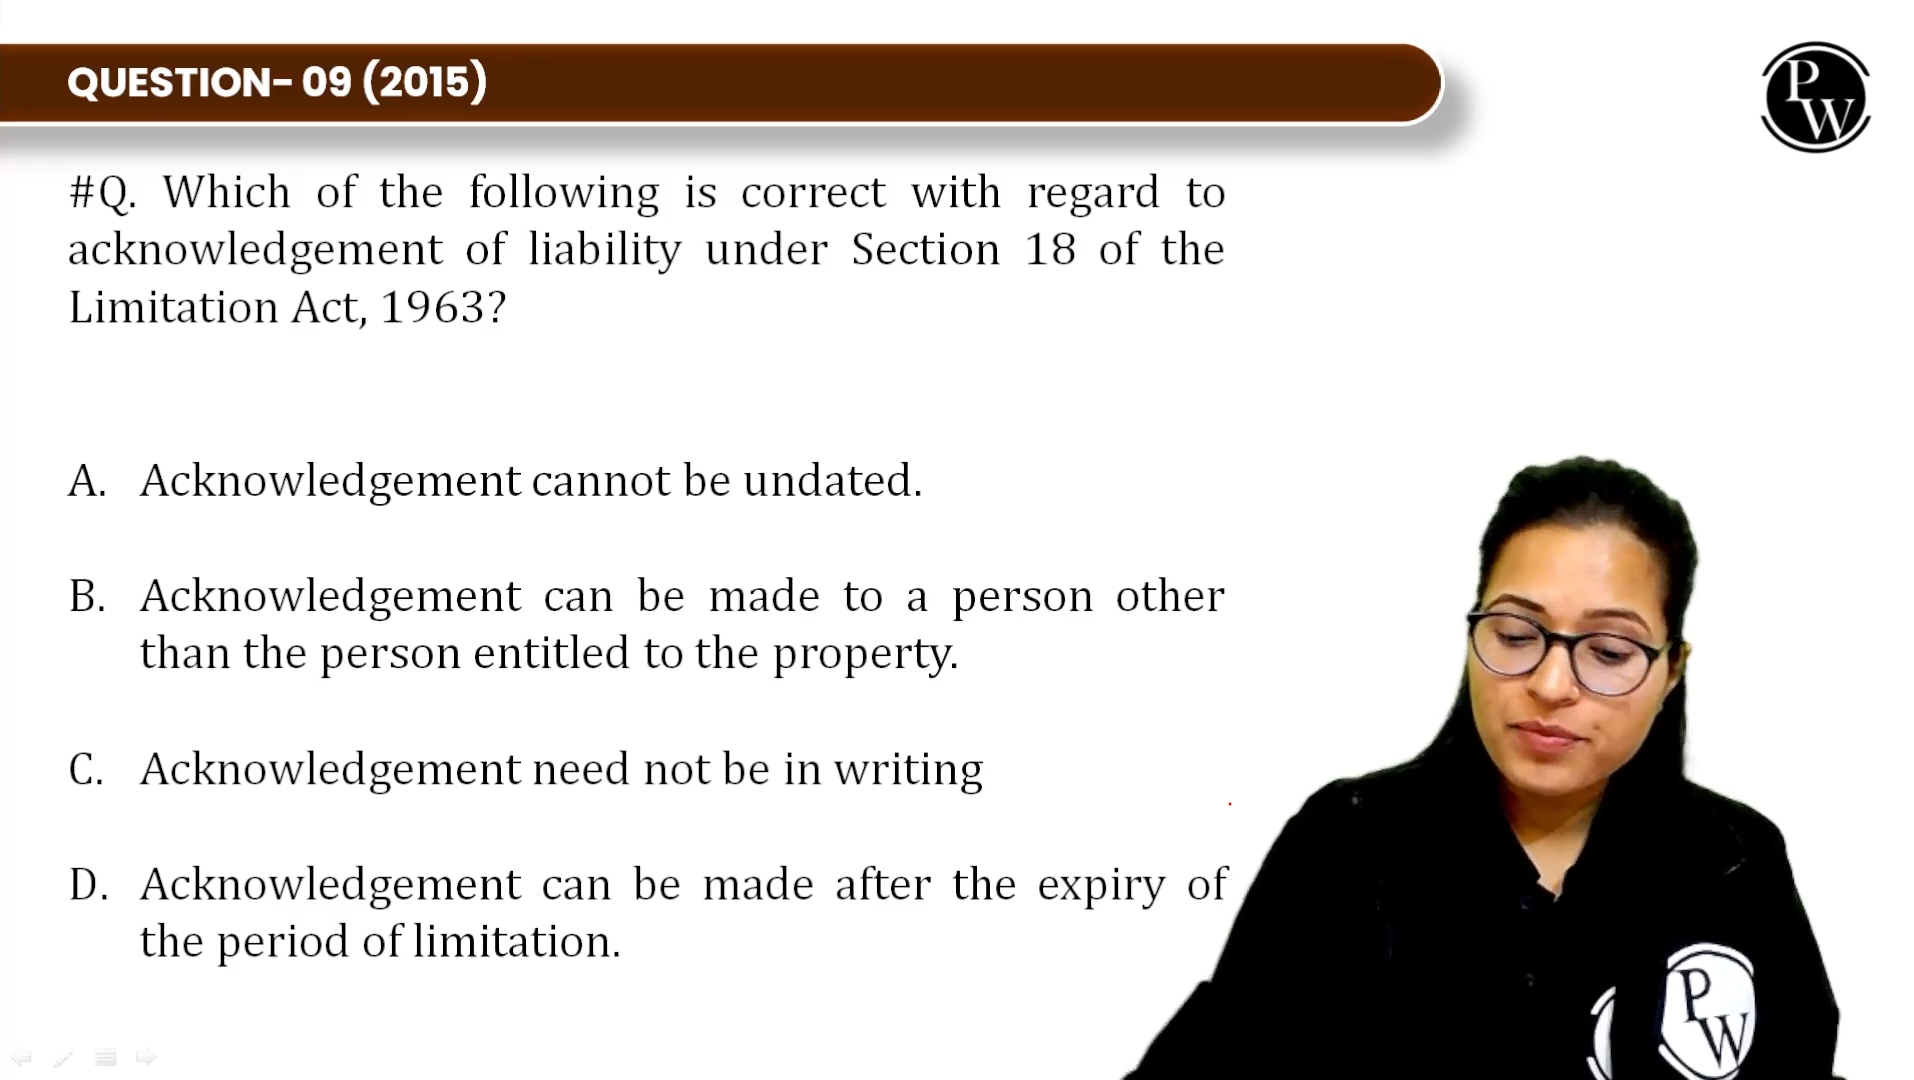 QUESTION- 09 (2015)
P
W
#Q. Which of the following is correct with regard to
acknowledgement of liability under Section 18 of the
Limitation Act, 1963?
A. Acknowledgement cannot be undated.
B. Acknowledgement can be made to a person other
than the person entitled to the property.
C. Acknowledgement need not be in writing
D. Acknowledgement can be made after the expiry of
the period of limitation.
P
W